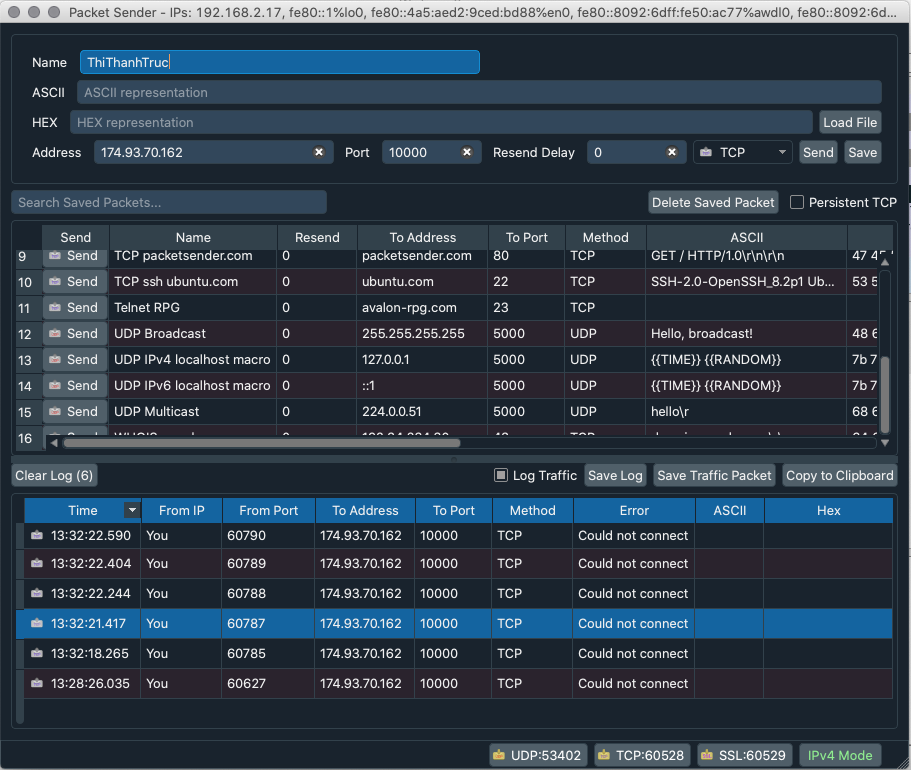 Packet Sender - IPs: 192.168.2.17, fe80::1%lo0, fe80::4a5:aed2:9ced:bd88%en0, fe80::8092:6dff:fe50:ac77%awdl0, fe80::8092:6d...
Name ThiThanhTruc
ASCII ASCII representation
HEX HEX representation Load File
Address 174.93.70.162 Port 10000 Resend Delay 0 TCP Send Save
Search Saved Packets... Delete Saved Packet Persistent TCP
Send Name Resend To Address To Port Method ASCII
9 Send TCP packetsender.com 0 packetsender.com 80 TCP GET / HTTP/1.0\r\n\r\n 47 4
10 Send TCP ssh ubuntu.com 0 ubuntu.com 22 TCP SSH-2.0-OpenSSH_8.2p1 Ub... 53 5
11 Send Telnet RPG 0 avalon-rpg.com 23 TCP
12 Send UDP Broadcast 0 255.255.255.255 5000 UDP Hello, broadcast! 48 6
13 Send UDP IPv4 localhost macro 0 127.0.0.1 5000 UDP {{TIME}} {{RANDOM}} 7b 7
14 Send UDP IPv6 localhost macro 0 ::1 5000 UDP {{TIME}} {{RANDOM}} 7b 7
15 Send UDP Multicast 0 224.0.0.51 5000 UDP hello\r 68 6
16
Clear Log (6) Log Traffic Save Log Save Traffic Packet Copy to Clipboard
Time From IP From Port To Address To Port Method Error ASCII Hex
13:32:22.590 You 60790 174.93.70.162 10000 TCP Could not connect
13:32:22.404 You 60789 174.93.70.162 10000 TCP Could not connect
13:32:22.244 You 60788 174.93.70.162 10000 TCP Could not connect
13:32:21.417 You 60787 174.93.70.162 10000 TCP Could not connect
13:32:18.265 You 60785 174.93.70.162 10000 TCP Could not connect
13:28:26.035 You 60627 174.93.70.162 10000 TCP Could not connect
UDP:53402 TCP:60528 SSL:60529 IPv4 Mode